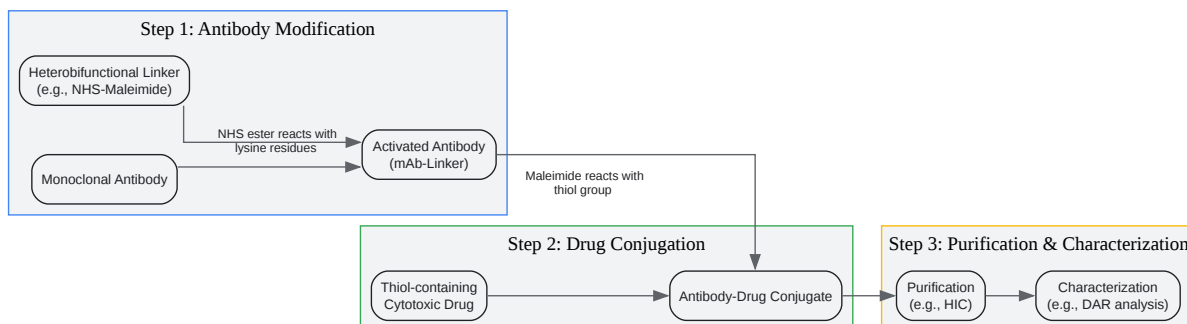 Step 1: Antibody Modification
Heterobifunctional Linker
(e.g., NHS-Maleimide)
NHS ester reacts with
lysine residues
Monoclonal Antibody
Activated Antibody
(mAb-Linker)
Maleimide reacts with
thiol group
Step 2: Drug Conjugation
Thiol-containing
Cytotoxic Drug
Antibody-Drug Conjugate
Step 3: Purification & Characterization
Purification
(e.g., HIC)
Characterization
(e.g., DAR analysis)